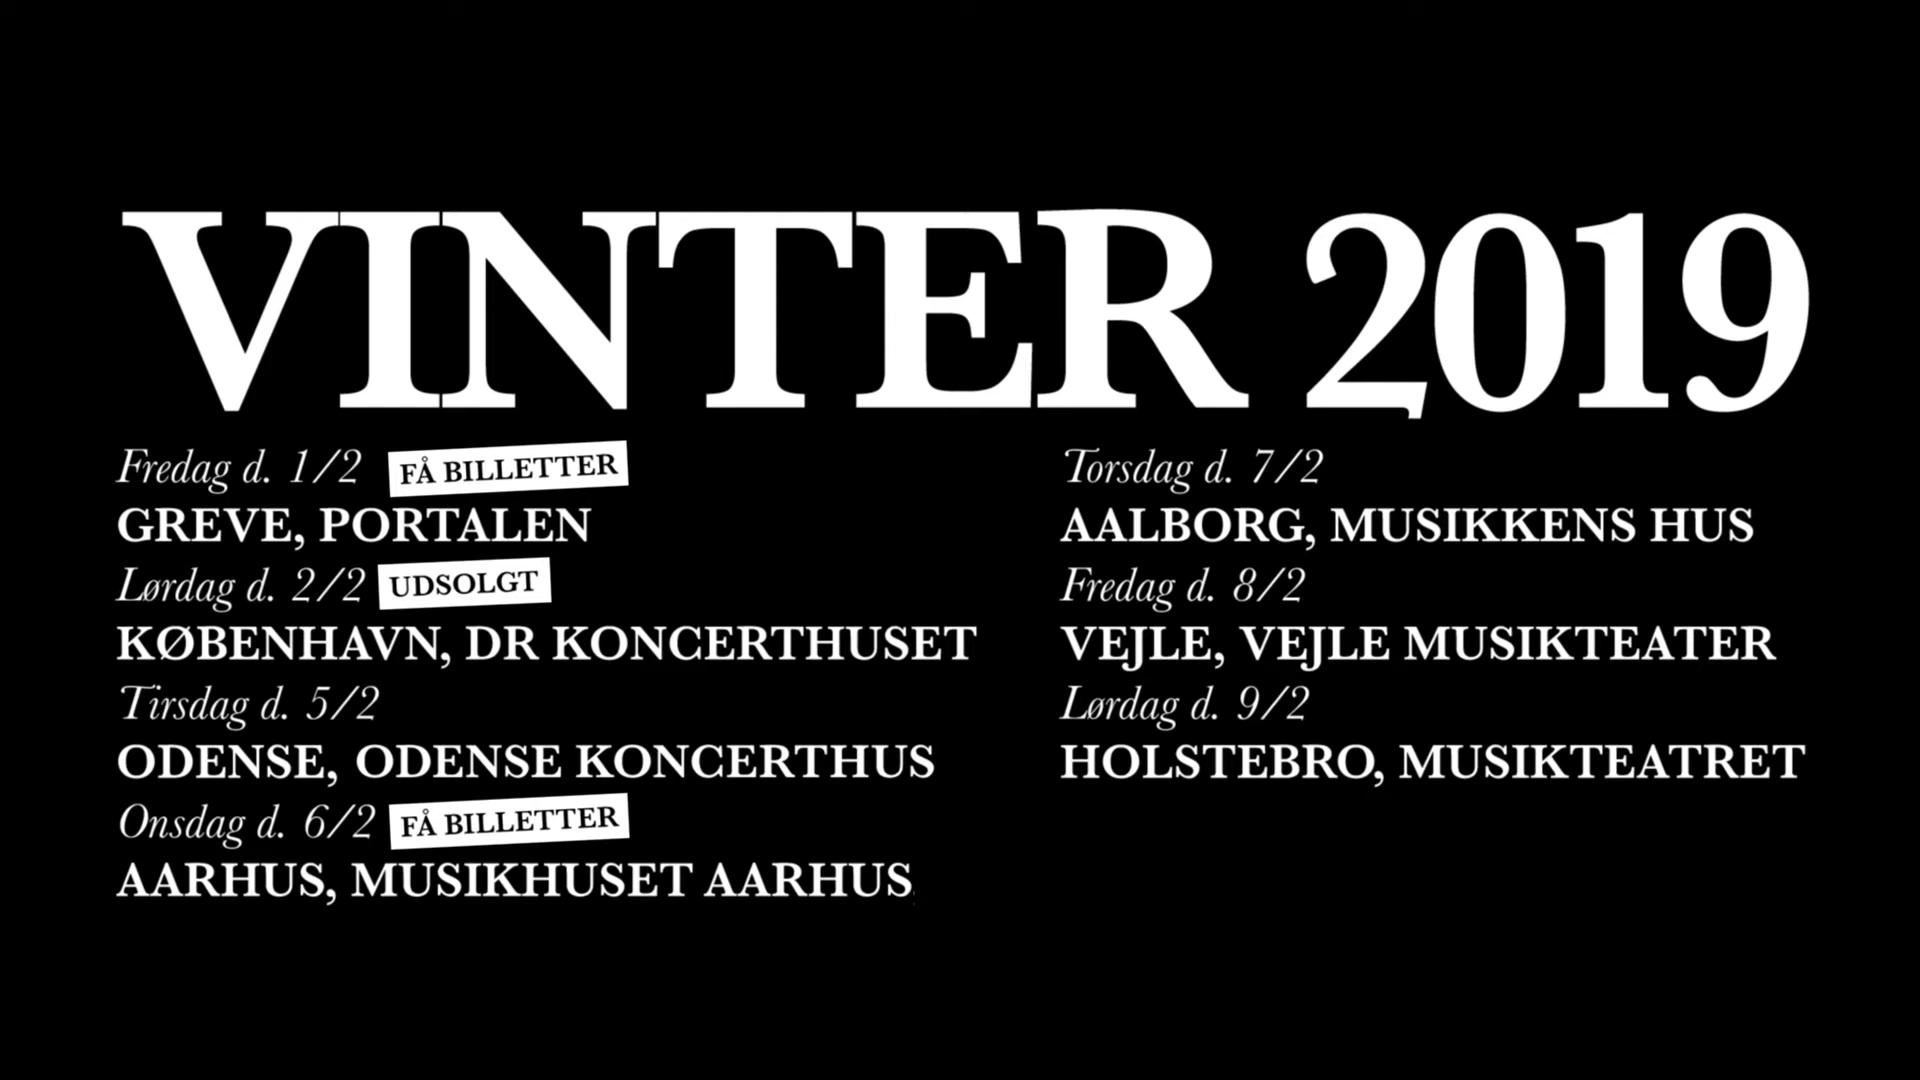 VINTER 2019
Fredag d. 1/2 FÅ BILLETTER
GREVE, PORTALEN
Lørdag d. 2/2 UDSOLGT
KØBENHAVN, DR KONCERTHUSET
Tirsdag d. 5/2
ODENSE, ODENSE KONCERTHUS
Onsdag d. 6/2 FÅ BILLETTER
AARHUS, MUSIKHUSET AARHUS
Torsdag d. 7/2
AALBORG, MUSIKKENS HUS
Fredag d. 8/2
VEJLE, VEJLE MUSIKTEATER
Lørdag d. 9/2
HOLSTEBRO, MUSIKTEATRET